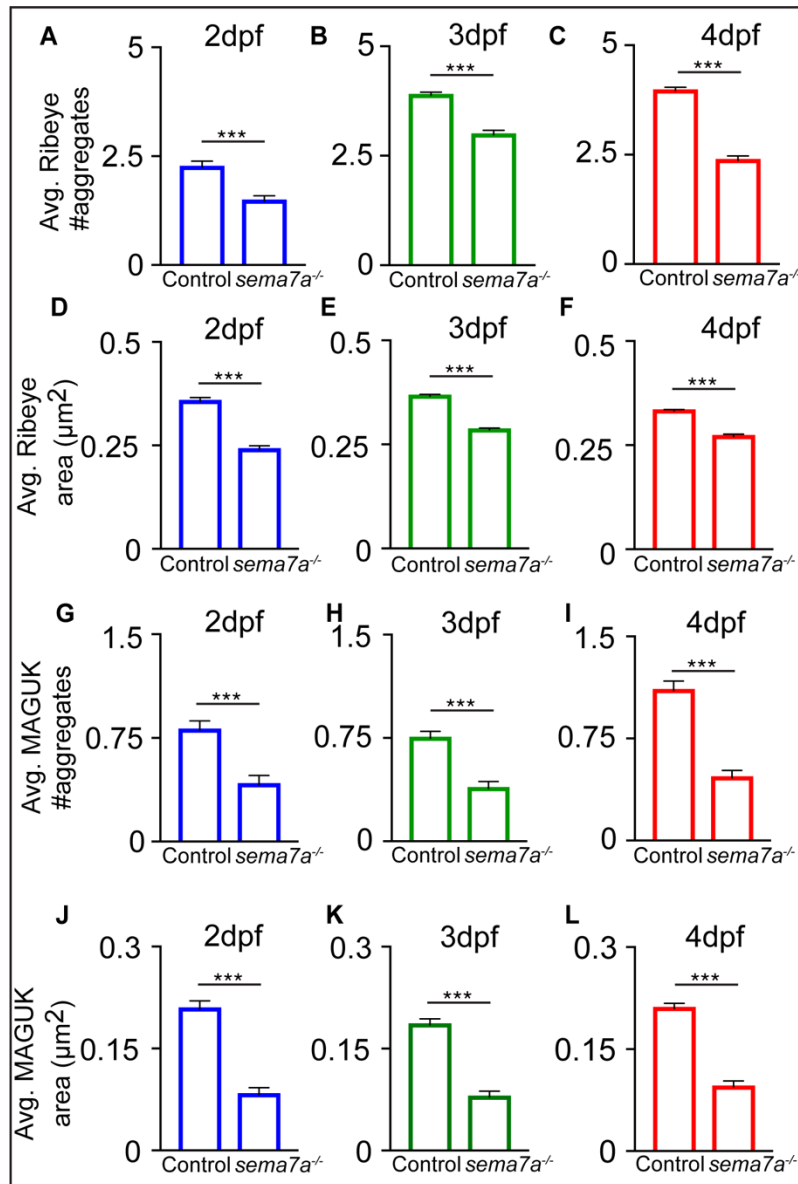 A 2dpf B 3dpf C 4dpf
Avg. Ribeye
#aggregates
5 5 5
*** *** ***
2.5 2.5 2.5
0 0 0
Control sema7a-/- Control sema7a-/- Control sema7a-/-
D 2dpf E 3dpf F 4dpf
Avg. Ribeye
area (µm²)
0.5 0.5 0.5
*** *** ***
0.25 0.25 0.25
0 0 0
Control sema7a-/- Control sema7a-/- Control sema7a-/-
G 2dpf H 3dpf I 4dpf
Avg. MAGUK
#aggregates
1.5 1.5 1.5
*** *** ***
0.75 0.75 0.75
0 0 0
Control sema7a-/- Control sema7a-/- Control sema7a-/-
J 2dpf K 3dpf L 4dpf
Avg. MAGUK
area (µm²)
0.3 0.3 0.3
*** *** ***
0.15 0.15 0.15
0 0 0
Control sema7a-/- Control sema7a-/- Control sema7a-/-